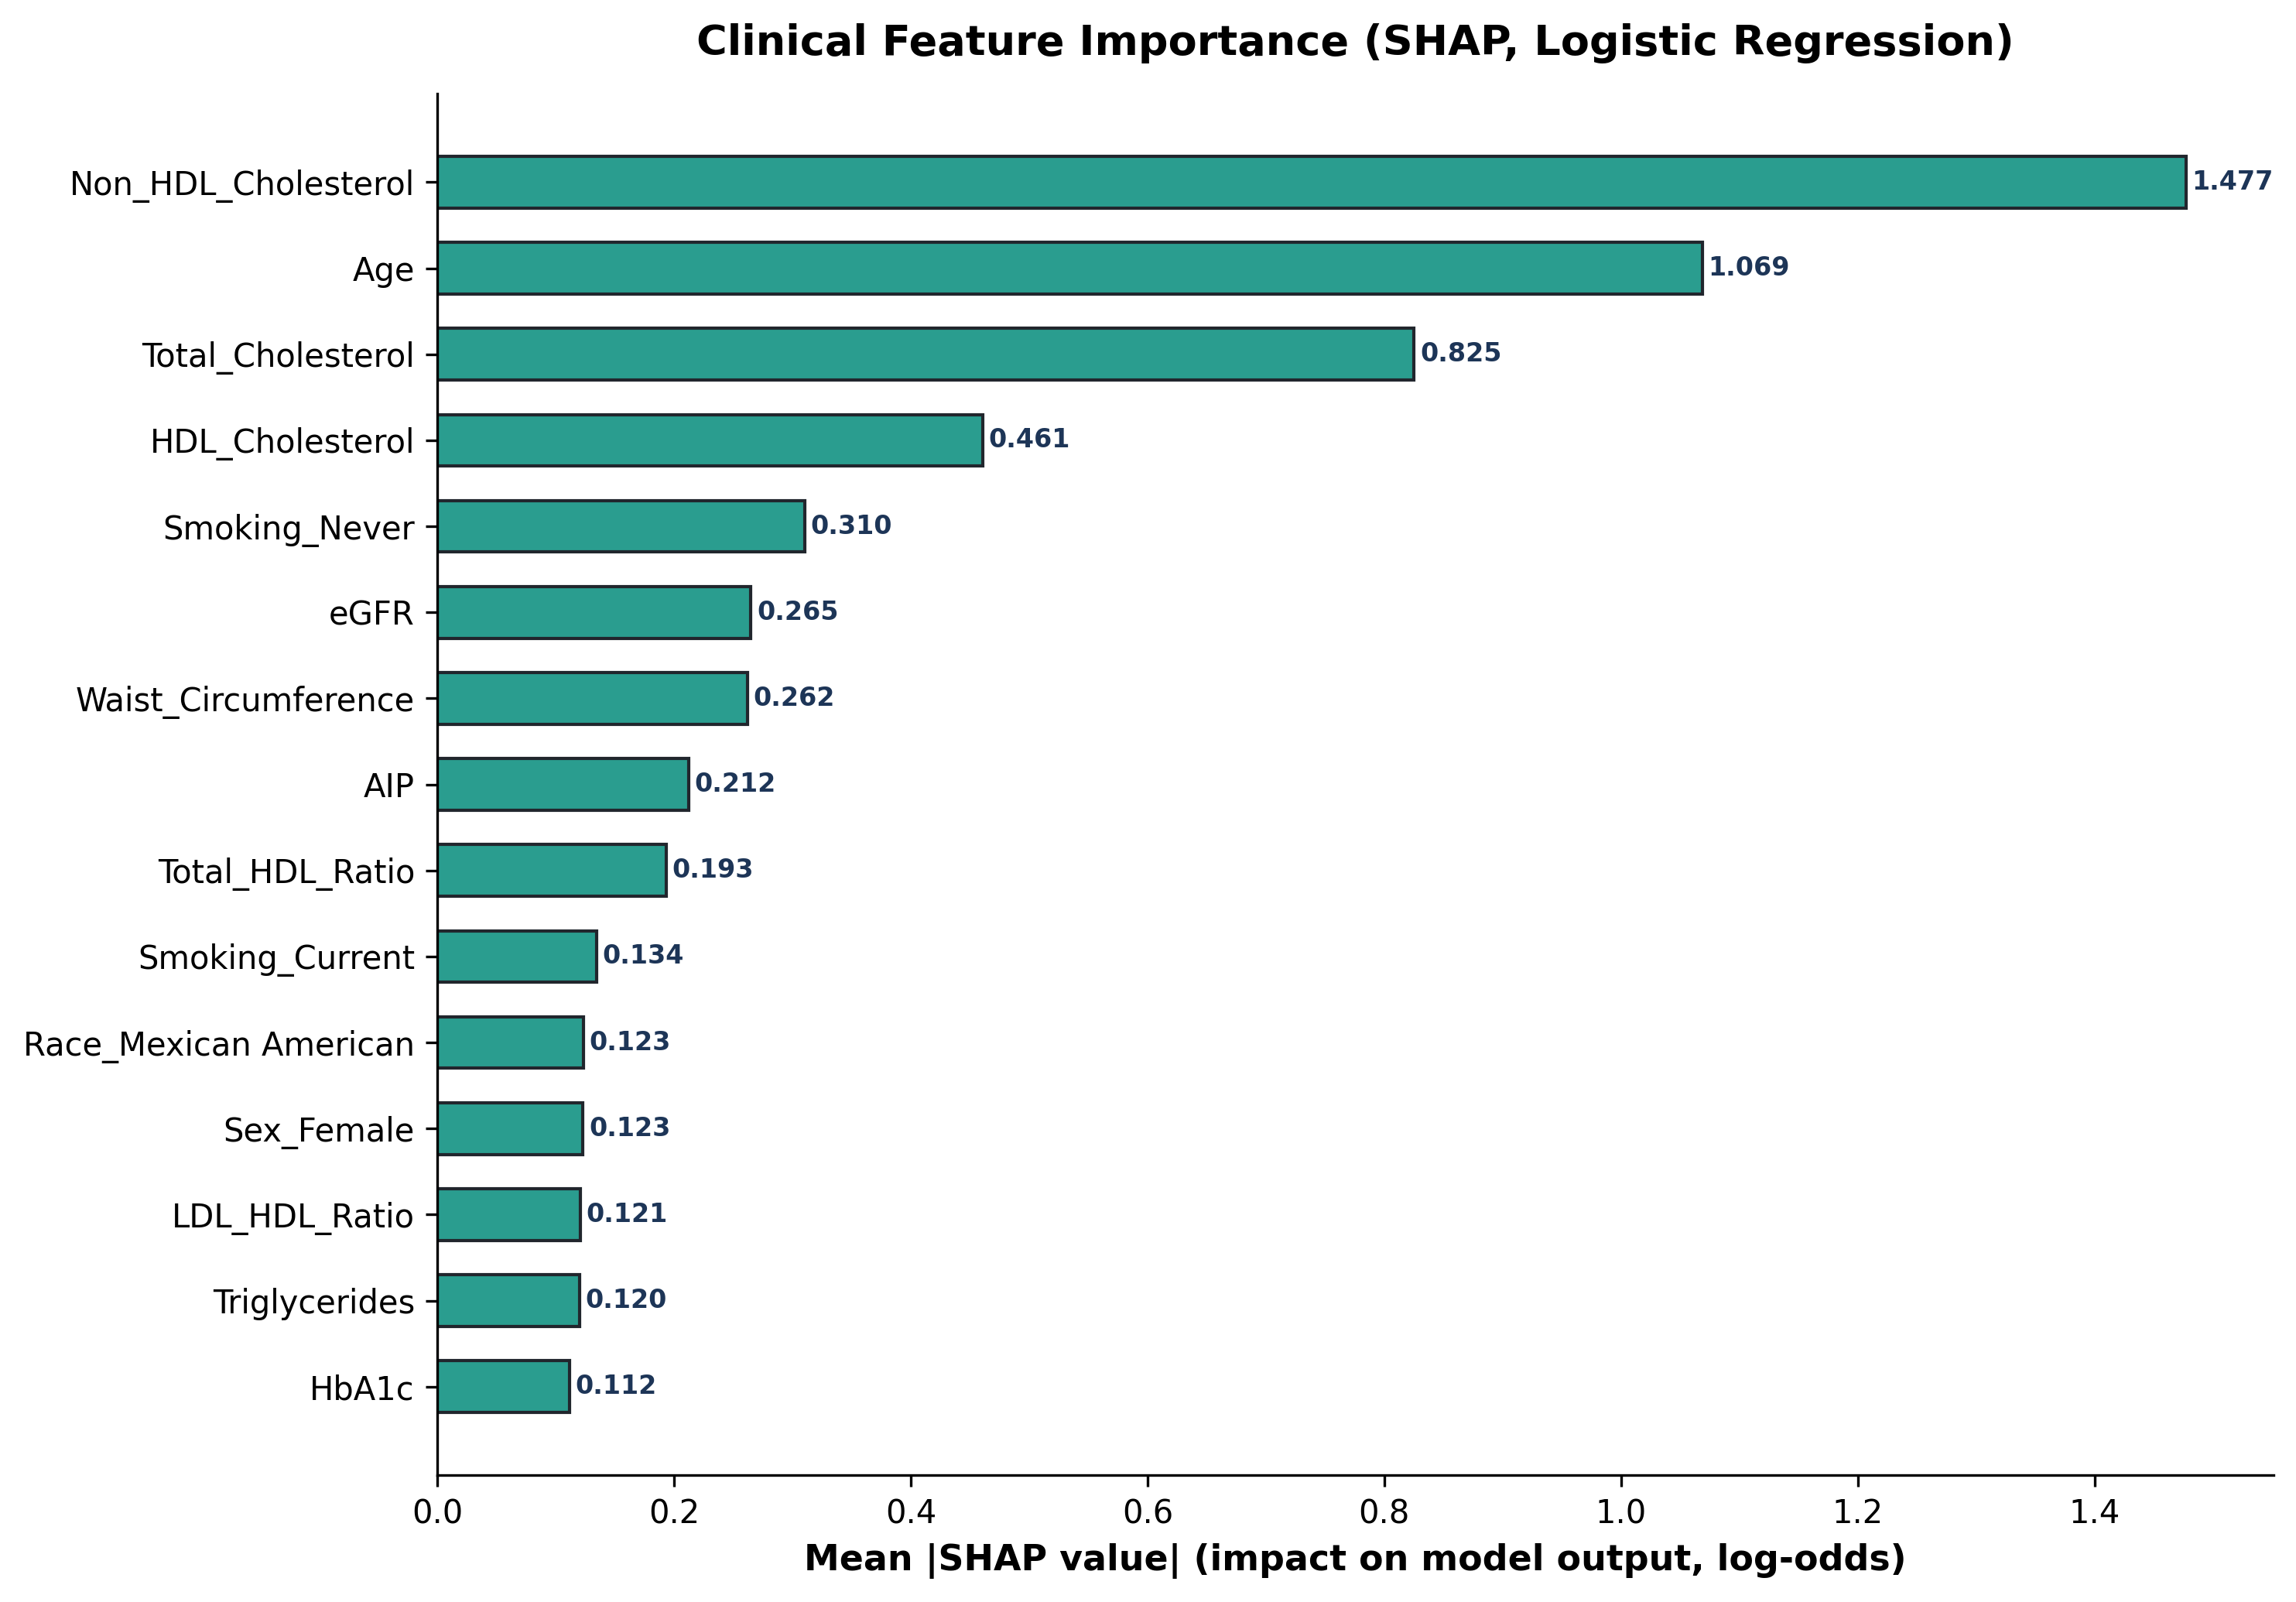 Clinical Feature Importance (SHAP, Logistic Regression)
Non_HDL_Cholesterol 1.477
Age 1.069
Total_Cholesterol 0.825
HDL_Cholesterol 0.461
Smoking_Never 0.310
eGFR 0.265
Waist_Circumference 0.262
AIP 0.212
Total_HDL_Ratio 0.193
Smoking_Current 0.134
Race_Mexican American 0.123
Sex_Female 0.123
LDL_HDL_Ratio 0.121
Triglycerides 0.120
HbA1c 0.112
0.0 0.2 0.4 0.6 0.8 1.0 1.2 1.4
Mean |SHAP value| (impact on model output, log-odds)